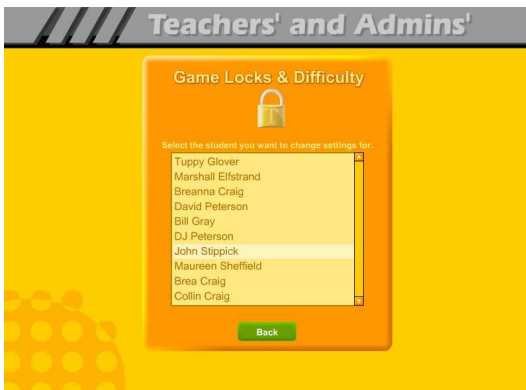 Teachers' and Admins'
Game Locks & Difficulty
T
Select the student you want to change settings for.
Tuppy Glover
Marshall Elfstrand
Breanna Craig
David Peterson
Bill Gray
DJ Peterson
John Stippick
Maureen Sheffield
Brea Craig
Collin Craig
Back